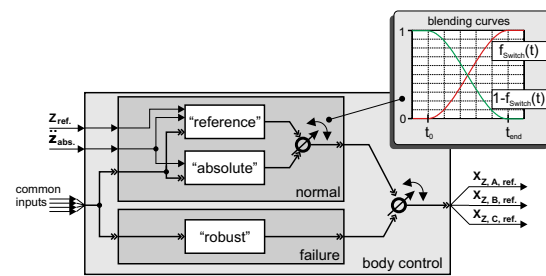 blending curves
1
f_Switch(t)
1-f_Switch(t)
0
t_0
t_end
z_ref.
z̈_abs.
common
inputs
"reference"
"absolute"
normal
"robust"
failure
body control
x_Z, A, ref.
x_Z, B, ref.
x_Z, C, ref.